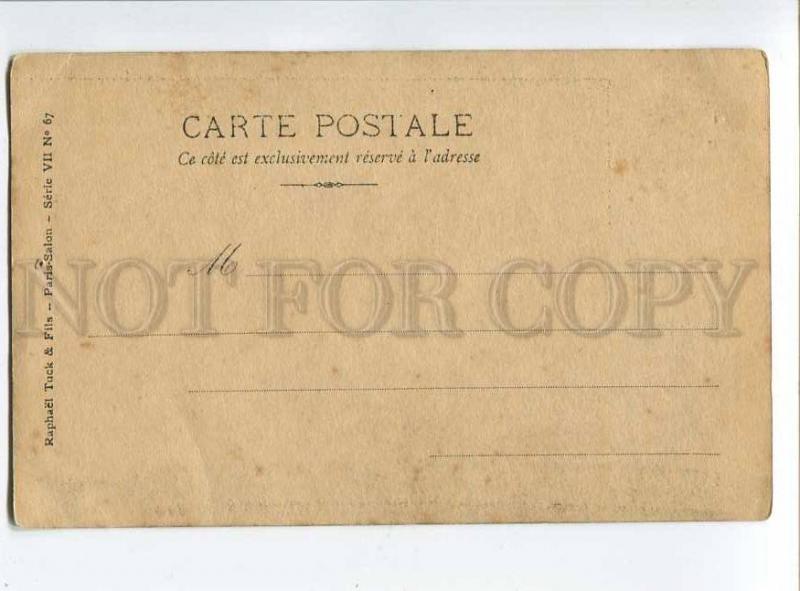 CARTE POSTALE
Ce côté est exclusivement réservé à l'adresse
M
Raphaël Tuck & Fils -- Paris-Salon - Série VII Nº 67
NOT FOR COPY